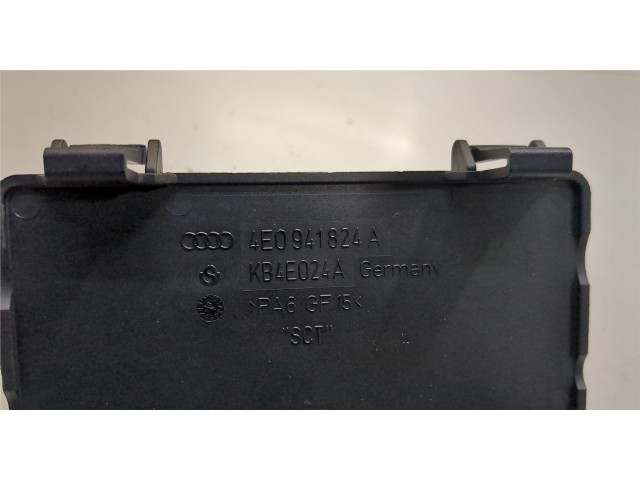 4E0 941 824 A
KB4E024A Germany
>PA6 GF15<
"SCT"